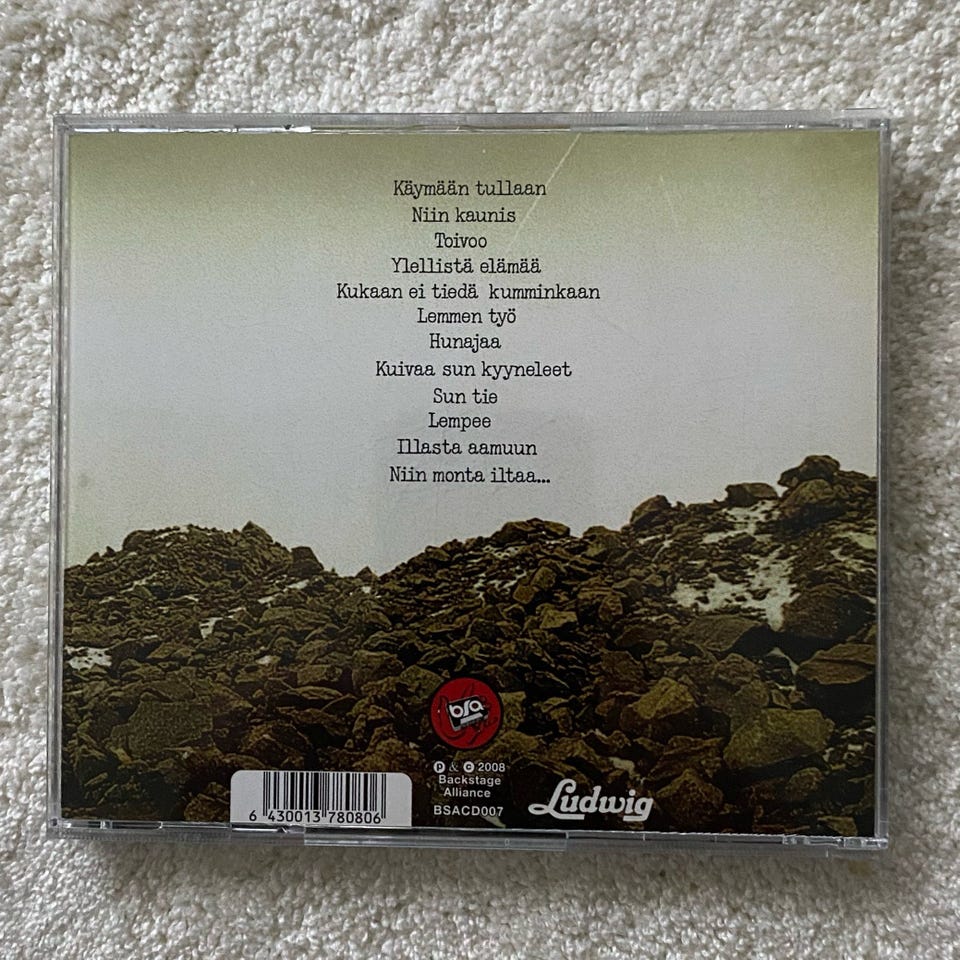 Käymään tullaan
Niin kaunis
Toivoo
Ylellistä elämää
Kukaan ei tiedä kumminkaan
Lemmen työ
Hunajaa
Kuivaa sun kyyneleet
Sun tie
Lempee
Illasta aamuun
Niin monta iltaa...
bsa
℗ & © 2008
Backstage
Alliance
BSACD007
Ludwig
6 430013 780806